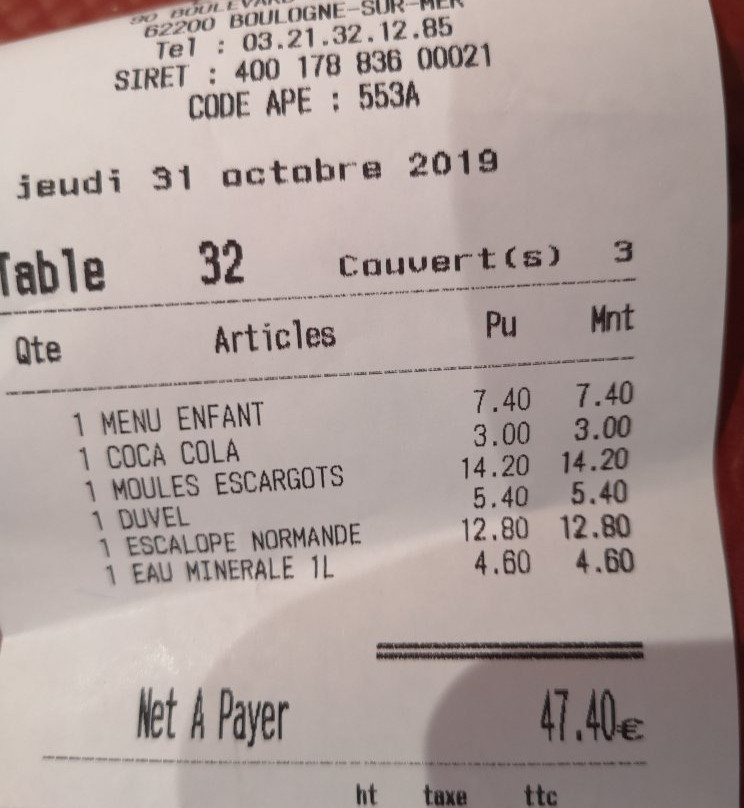 90 BOULEVARD
62200 BOULOGNE-SUR-MER
Tel : 03.21.32.12.85
SIRET : 400 178 836 00021
CODE APE : 553A
jeudi 31 octobre 2019
Table 32 Couvert(s) 3
Qte Articles Pu Mnt
1 MENU ENFANT 7.40 7.40
1 COCA COLA 3.00 3.00
1 MOULES ESCARGOTS 14.20 14.20
1 DUVEL 5.40 5.40
1 ESCALOPE NORMANDE 12.80 12.80
1 EAU MINERALE 1L 4.60 4.60
Net A Payer 47.40€
ht taxe ttc